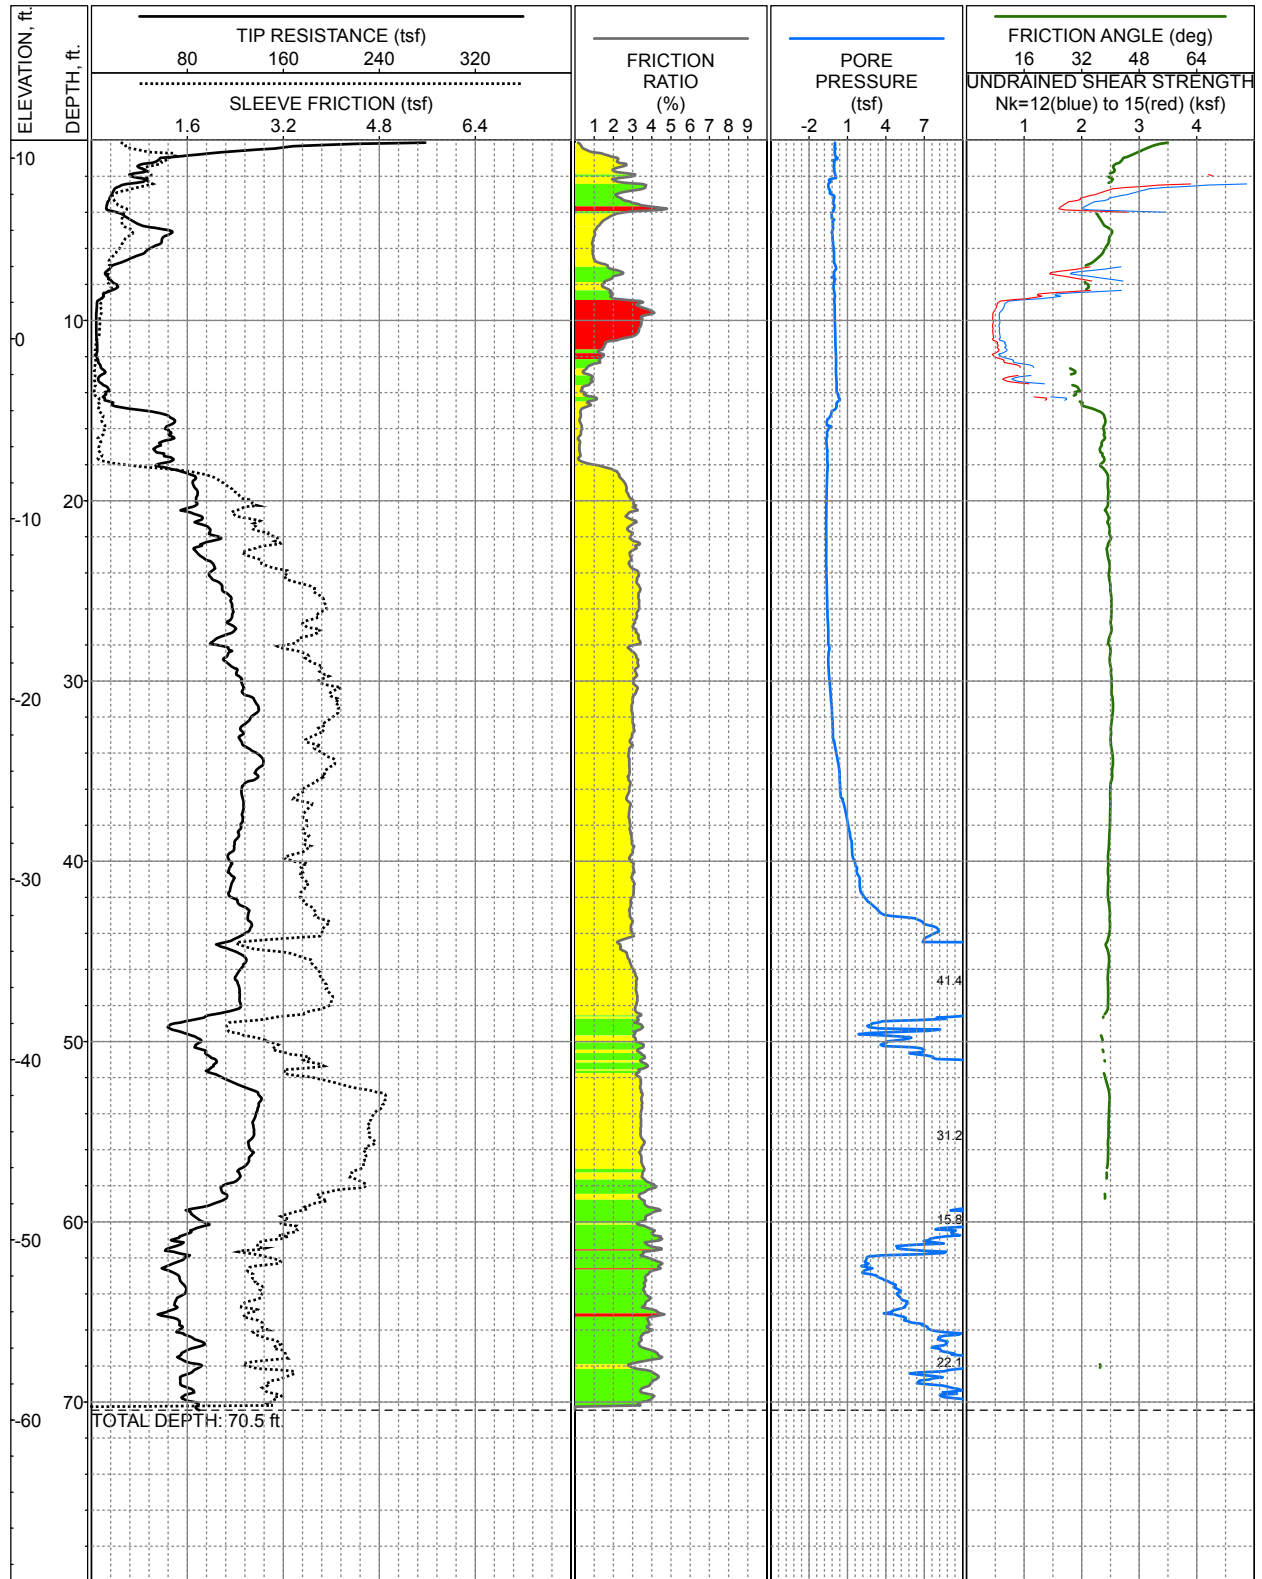 ELEVATION, ft.
DEPTH, ft.
TIP RESISTANCE (tsf)
80 160 240 320
SLEEVE FRICTION (tsf)
1.6 3.2 4.8 6.4
FRICTION
RATIO
(%)
1 2 3 4 5 6 7 8 9
PORE
PRESSURE
(tsf)
-2 1 4 7
FRICTION ANGLE (deg)
16 32 48 64
UNDRAINED SHEAR STRENGTH
Nk=12(blue) to 15(red) (ksf)
1 2 3 4
10
10
0
20
-10
30
-20
40
-30
41.4
50
-40
31.2
15.8
60
-50
22.1
70
-60
TOTAL DEPTH: 70.5 ft.